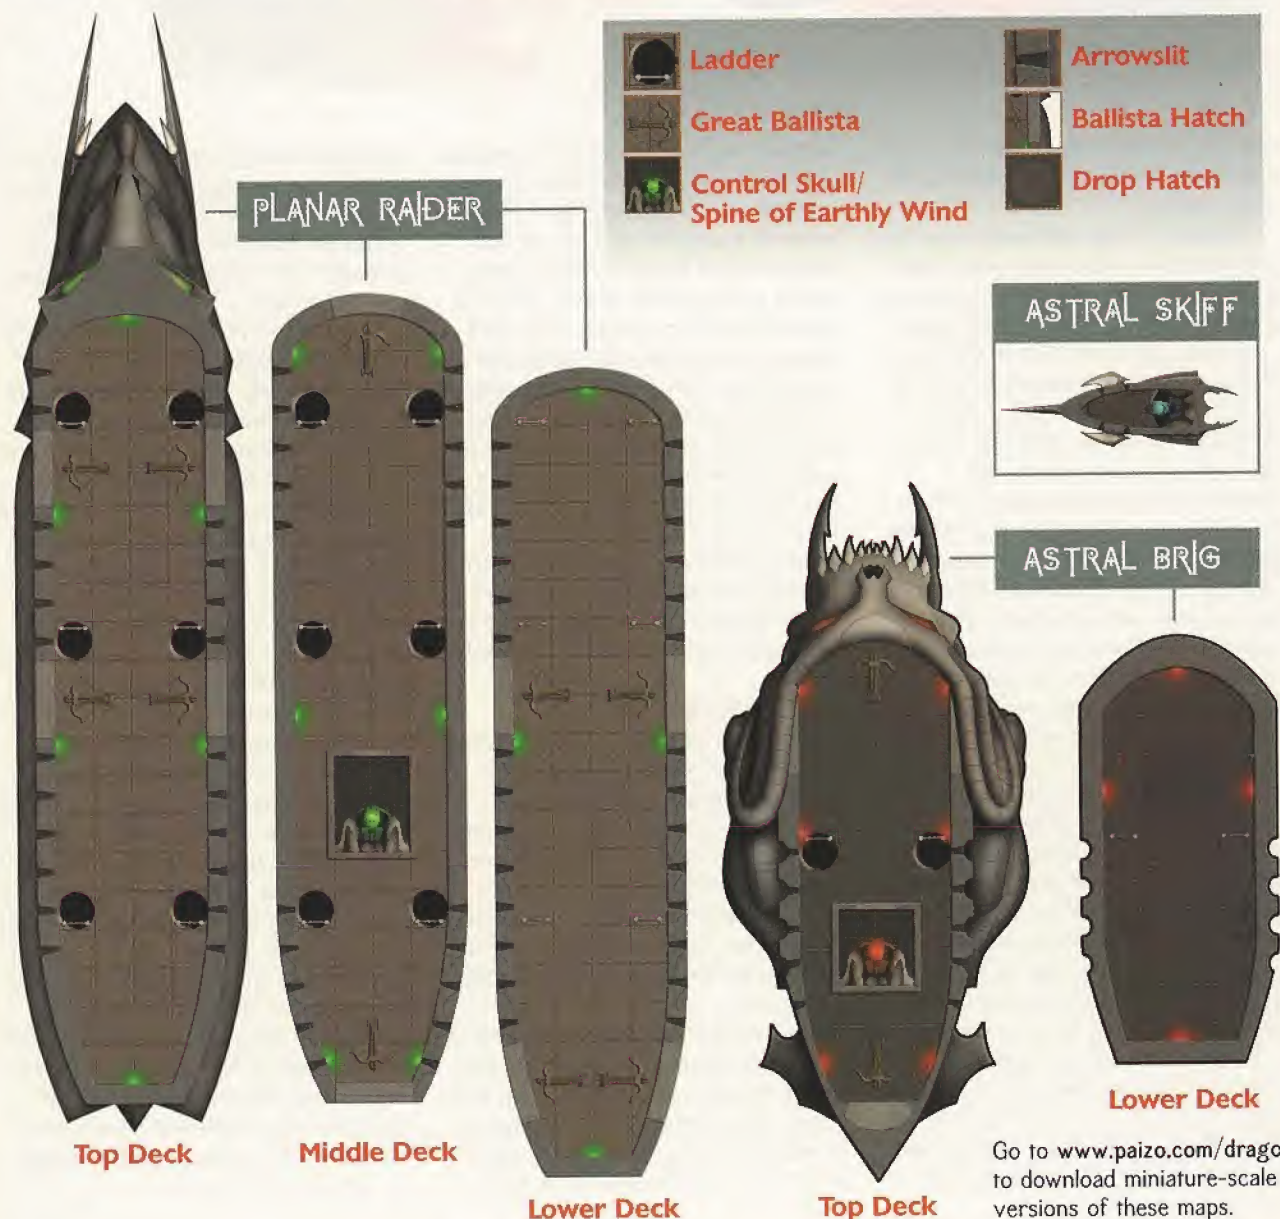 Ladder
Great Ballista
Control Skull/
Spine of Earthly Wind
Arrowslit
Ballista Hatch
Drop Hatch
PLANAR RAIDER
ASTRAL SKIFF
ASTRAL BRIG
Top Deck
Middle Deck
Lower Deck
Top Deck
Lower Deck
Go to www.paizo.com/drago
to download miniature-scale
versions of these maps.